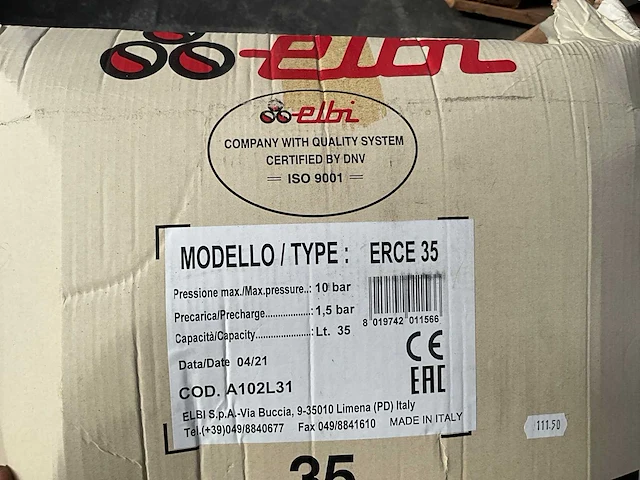 elbi
elbi
COMPANY WITH QUALITY SYSTEM
CERTIFIED BY DNV
ISO 9001
MODELLO / TYPE : ERCE 35
Pressione max./Max.pressure..: 10 bar
Precarica/Precharge..................: 1,5 bar
Capacità/Capacity.....................: Lt. 35
8 019742 011566
Data/Date 04/21
CE
EAC
COD. A102L31
ELBI S.p.A.-Via Buccia, 9-35010 Limena (PD) Italy
Tel.(+39)049/8840677 Fax 049/8841610 MADE IN ITALY
111.50
35